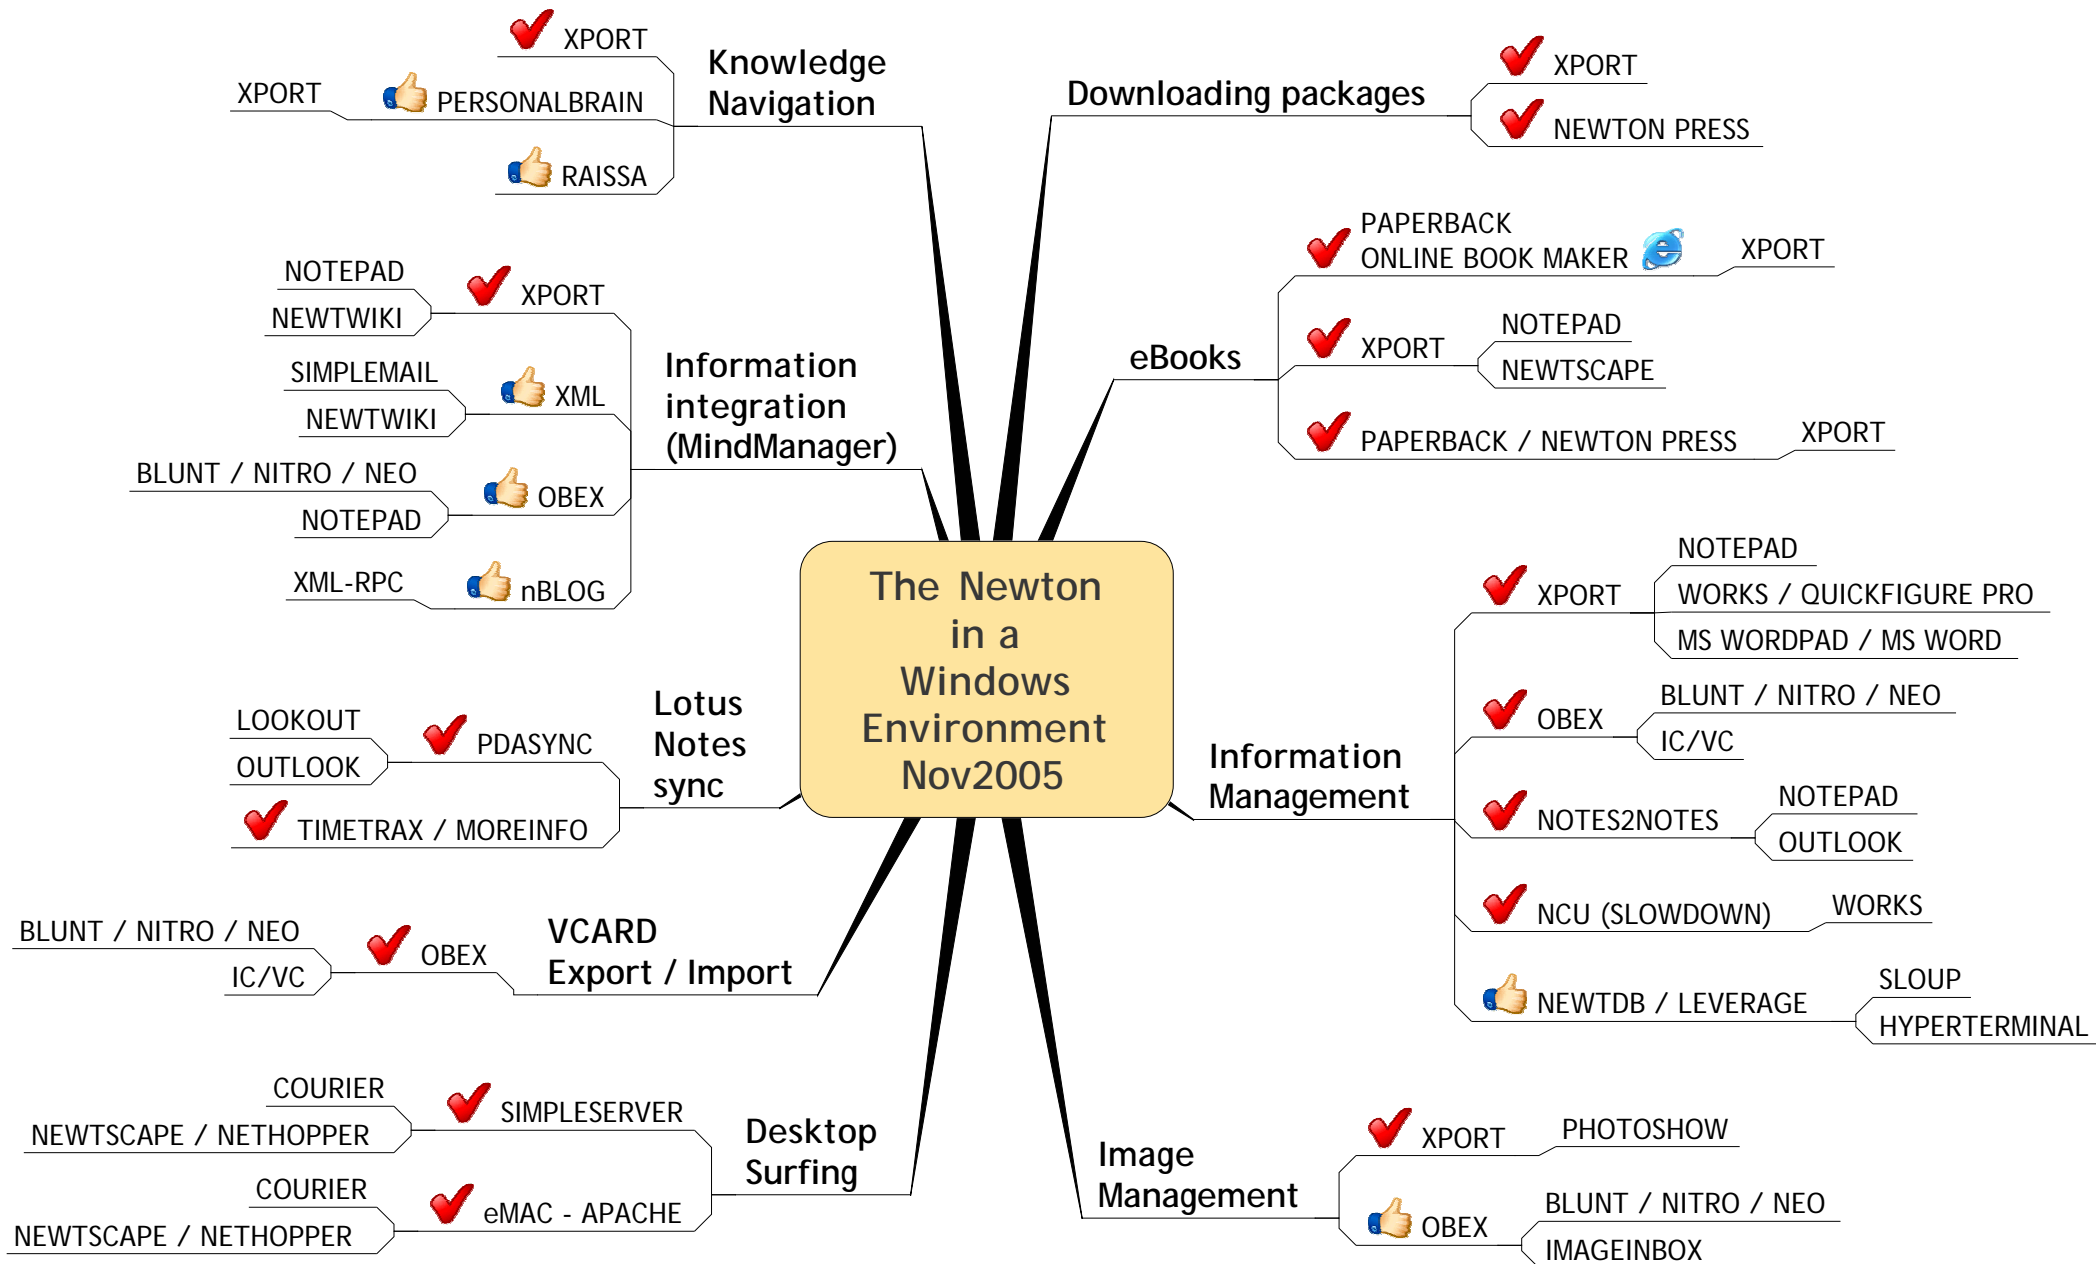 The Newton
in a
Windows
Environment
Nov2005
Knowledge
Navigation
XPORT
PERSONALBRAIN
XPORT
RAISSA
Information
integration
(MindManager)
XPORT
NOTEPAD
NEWTWIKI
XML
SIMPLEMAIL
NEWTWIKI
OBEX
BLUNT / NITRO / NEO
NOTEPAD
nBLOG
XML-RPC
Lotus
Notes
sync
PDASYNC
LOOKOUT
OUTLOOK
TIMETRAX / MOREINFO
VCARD
Export / Import
OBEX
BLUNT / NITRO / NEO
IC/VC
Desktop
Surfing
SIMPLESERVER
COURIER
NEWTSCAPE / NETHOPPER
eMAC - APACHE
COURIER
NEWTSCAPE / NETHOPPER
Downloading packages
XPORT
NEWTON PRESS
eBooks
PAPERBACK
ONLINE BOOK MAKER
XPORT
XPORT
NOTEPAD
NEWTSCAPE
PAPERBACK / NEWTON PRESS
XPORT
Information
Management
XPORT
NOTEPAD
WORKS / QUICKFIGURE PRO
MS WORDPAD / MS WORD
OBEX
BLUNT / NITRO / NEO
IC/VC
NOTES2NOTES
NOTEPAD
OUTLOOK
NCU (SLOWDOWN)
WORKS
NEWTDB / LEVERAGE
SLOUP
HYPERTERMINAL
Image
Management
XPORT
PHOTOSHOW
OBEX
BLUNT / NITRO / NEO
IMAGEINBOX